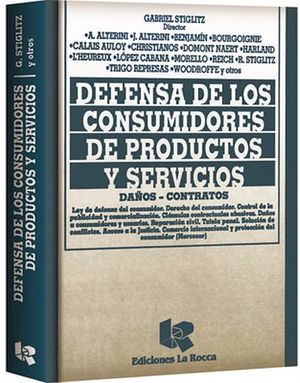 G. STIGLITZ
y otros
DEFENSA DE LOS CONSUMIDORES
DE PRODUCTOS Y SERVICIOS
GABRIEL STIGLITZ
Director
•A. ALTERINI •J. ALTERINI •BENJAMÍN •BOURGOIGNIE
•CALAIS AULOY •CHRISTIANOS •DOMONT NAERT •HARLAND
•L'HEUREUX •LÓPEZ CABANA •MORELLO •REICH •R. STIGLITZ
•TRIGO REPRESAS •WOODROFFE y otros
DEFENSA DE LOS
CONSUMIDORES
DE PRODUCTOS
Y SERVICIOS
DAÑOS - CONTRATOS
Ley de defensa del consumidor. Derecho del consumidor. Control de la
publicidad y comercialización. Cláusulas contractuales abusivas. Daños
a consumidores y usuarios. Reparación civil. Tutela penal. Solución de
conflictos. Acceso a la Justicia. Comercio internacional y protección del
consumidor (Mercosur)
Ediciones La Rocca